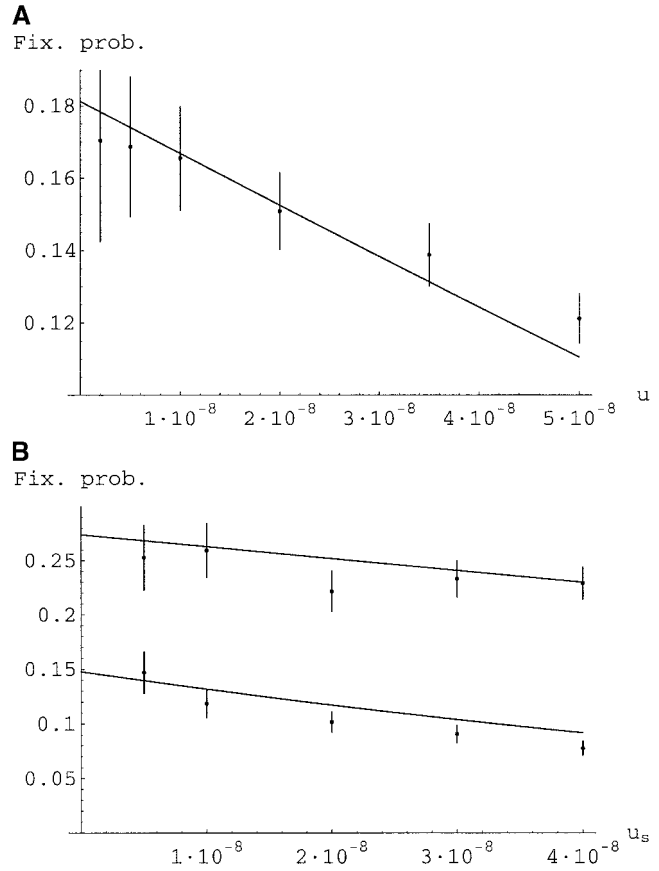 A
Fix. prob.
0.18
0.16
0.14
0.12
1·10⁻⁸ 2·10⁻⁸ 3·10⁻⁸ 4·10⁻⁸ 5·10⁻⁸ u
B
Fix. prob.
0.25
0.2
0.15
0.1
0.05
1·10⁻⁸ 2·10⁻⁸ 3·10⁻⁸ 4·10⁻⁸ uₛ